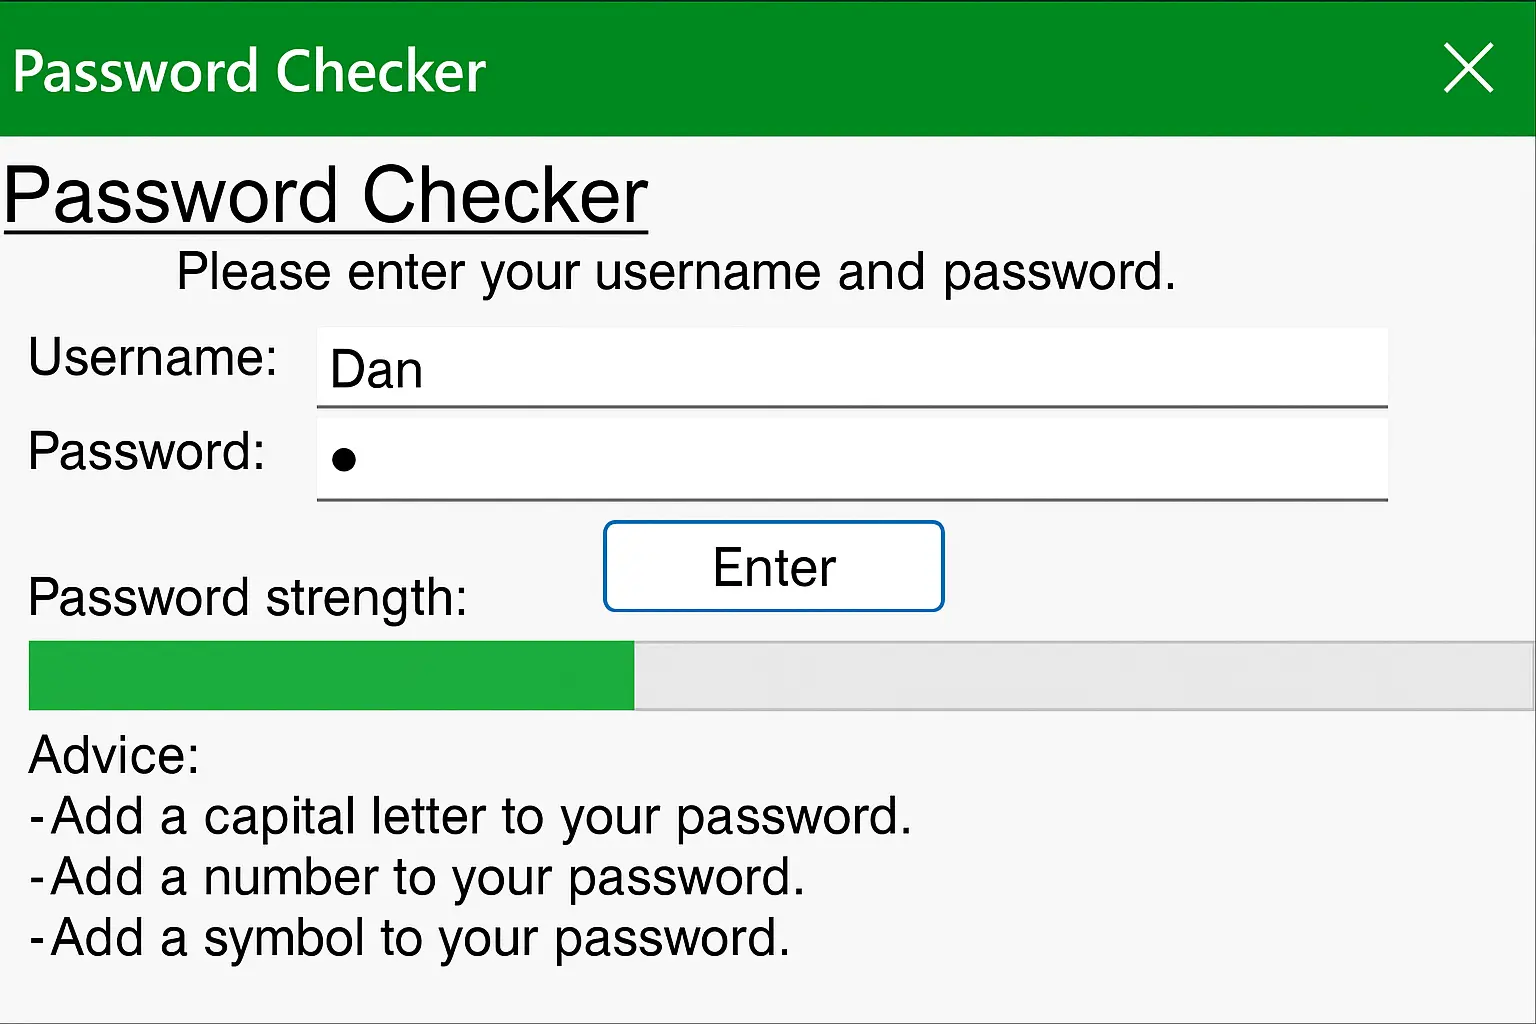 Password Checker
Password Checker
Please enter your username and password.
Username: Dan
Password: ●
Enter
Password strength:
Advice:
-Add a capital letter to your password.
-Add a number to your password.
-Add a symbol to your password.